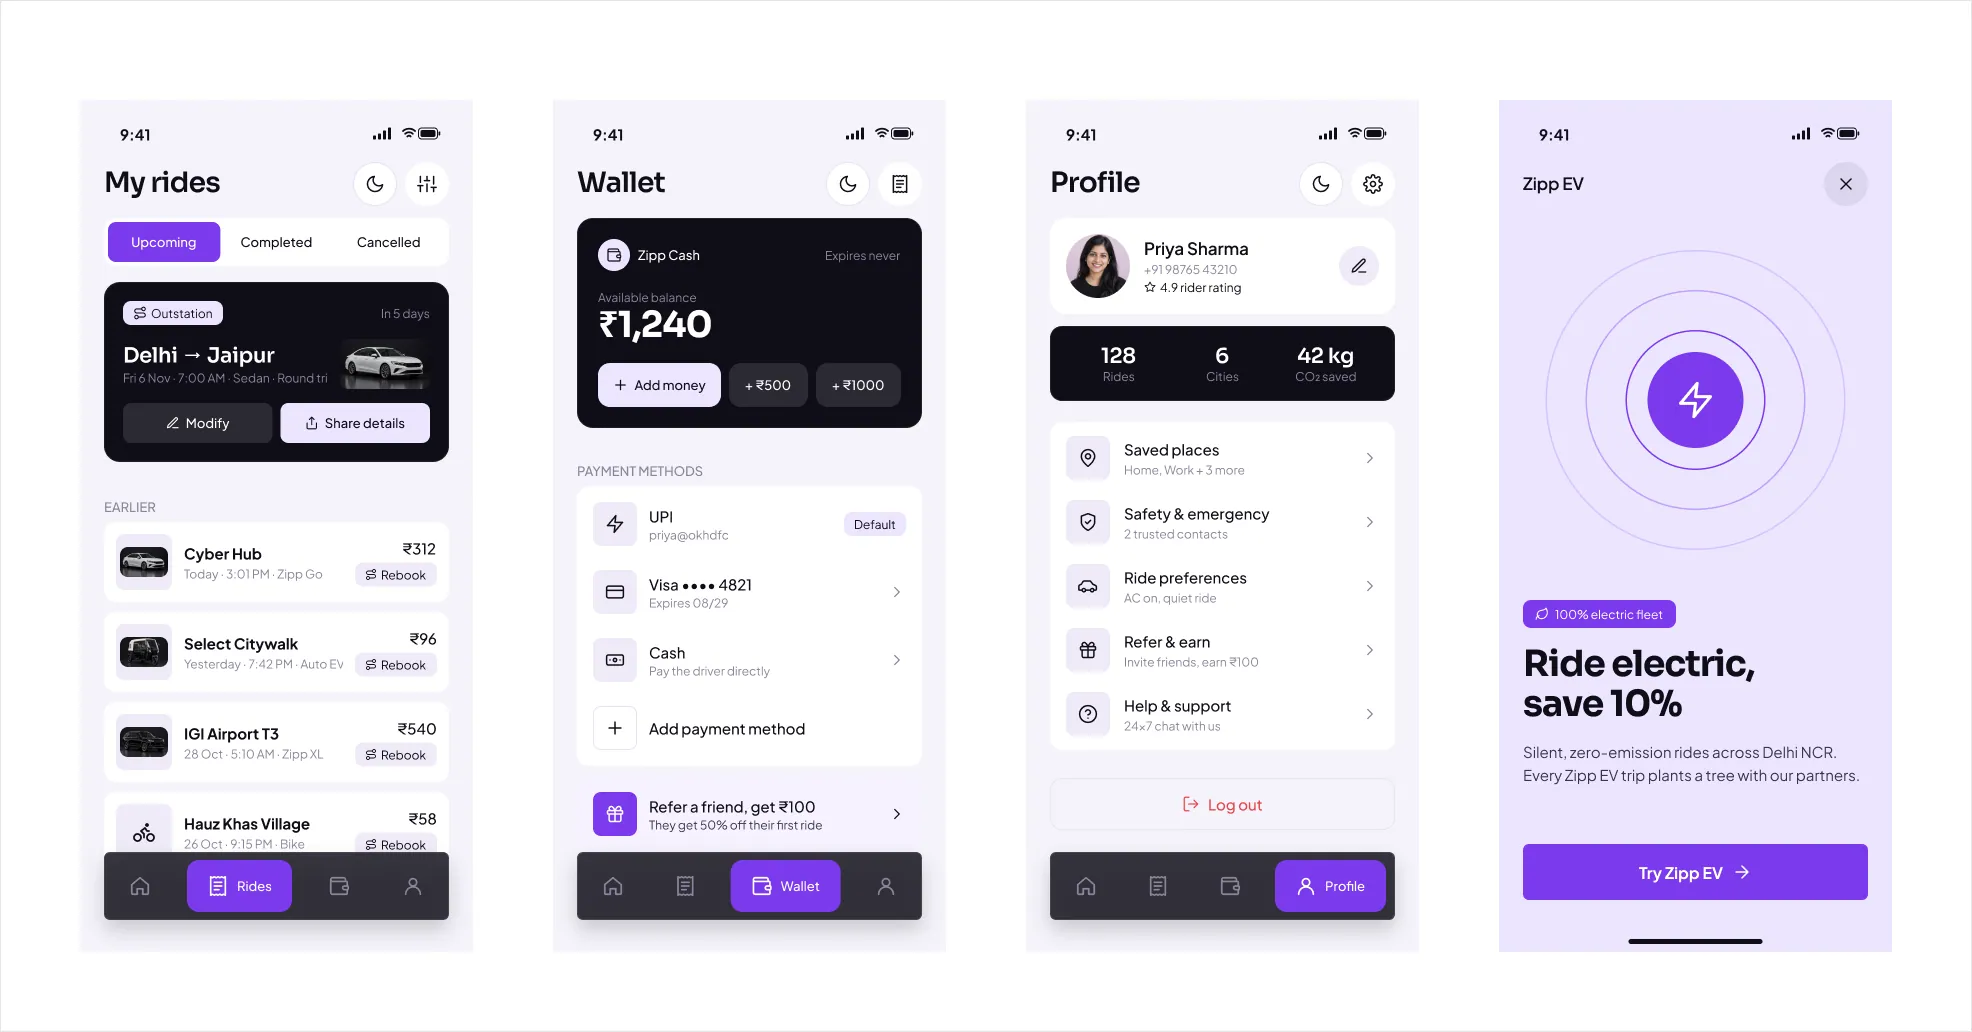 9:41
My rides
Upcoming
Completed
Cancelled
Outstation
In 5 days
Delhi → Jaipur
Fri 6 Nov · 7:00 AM · Sedan · Round tri
Modify
Share details
EARLIER
Cyber Hub
₹312
Today · 3:01 PM · Zipp Go
Rebook
Select Citywalk
₹96
Yesterday · 7:42 PM · Auto EV
Rebook
IGI Airport T3
₹540
28 Oct · 5:10 AM · Zipp XL
Rebook
Hauz Khas Village
₹58
26 Oct · 9:15 PM · Bike
Rebook
Rides
9:41
Wallet
Zipp Cash
Expires never
Available balance
₹1,240
+ Add money
+ ₹500
+ ₹1000
PAYMENT METHODS
UPI
priya@okhdfc
Default
Visa •••• 4821
Expires 08/29
Cash
Pay the driver directly
Add payment method
Refer a friend, get ₹100
They get 50% off their first ride
Wallet
9:41
Profile
Priya Sharma
+91 98765 43210
4.9 rider rating
128
Rides
6
Cities
42 kg
CO₂ saved
Saved places
Home, Work + 3 more
Safety & emergency
2 trusted contacts
Ride preferences
AC on, quiet ride
Refer & earn
Invite friends, earn ₹100
Help & support
24×7 chat with us
Log out
Profile
9:41
Zipp EV
100% electric fleet
Ride electric,
save 10%
Silent, zero-emission rides across Delhi NCR.
Every Zipp EV trip plants a tree with our partners.
Try Zipp EV →